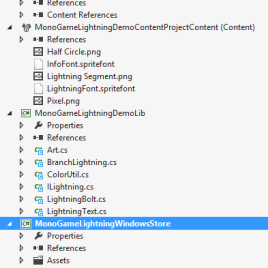 References
Content References
MonoGameLightningDemoContentProjectContent (Content)
References
Half Circle.png
InfoFont.spritefont
Lightning Segment.png
LightningFont.spritefont
Pixel.png
MonoGameLightningDemoLib
Properties
References
Art.cs
BranchLightning.cs
ColorUtil.cs
ILightning.cs
LightningBolt.cs
LightningText.cs
MonoGameLightningWindowsStore
Properties
References
Assets